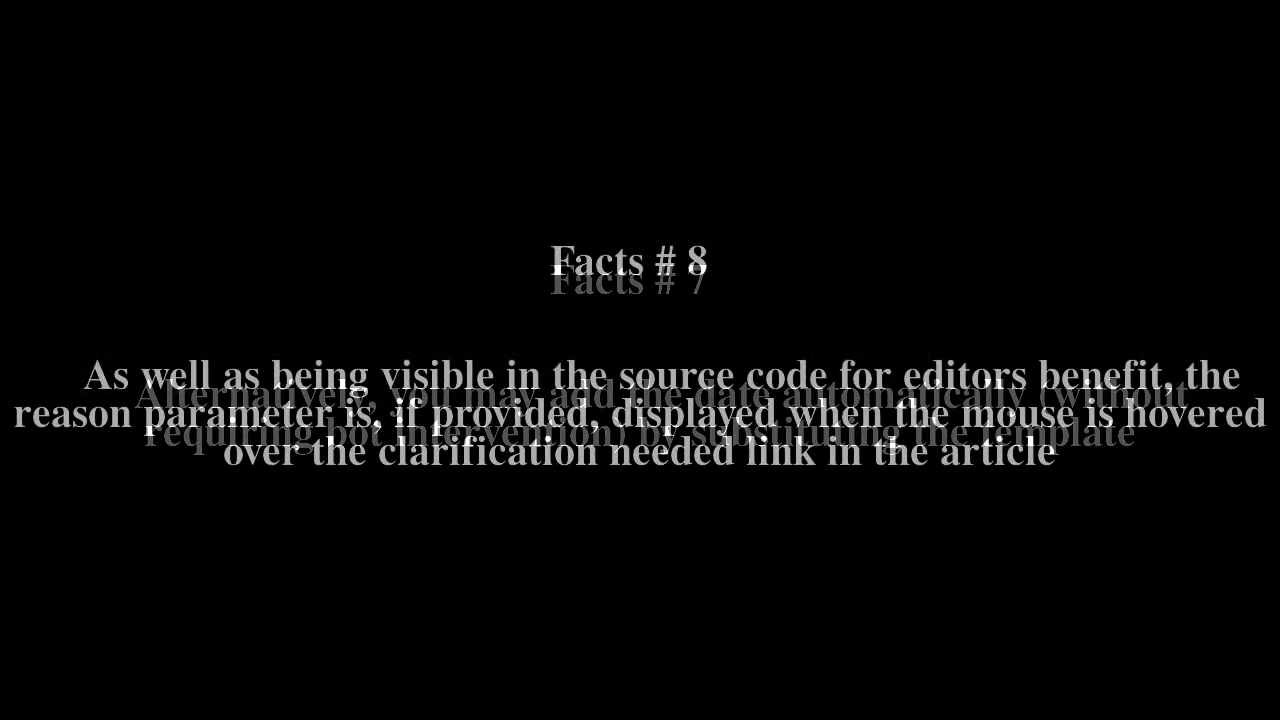 Facts # 8
Facts # 7
As well as being visible in the source code for editors benefit, the
Alternatively, you may add the date automatically (without
reason parameter is, if provided, displayed when the mouse is hovered
requiring bot intervention) by substituting the template
over the clarification needed link in the article